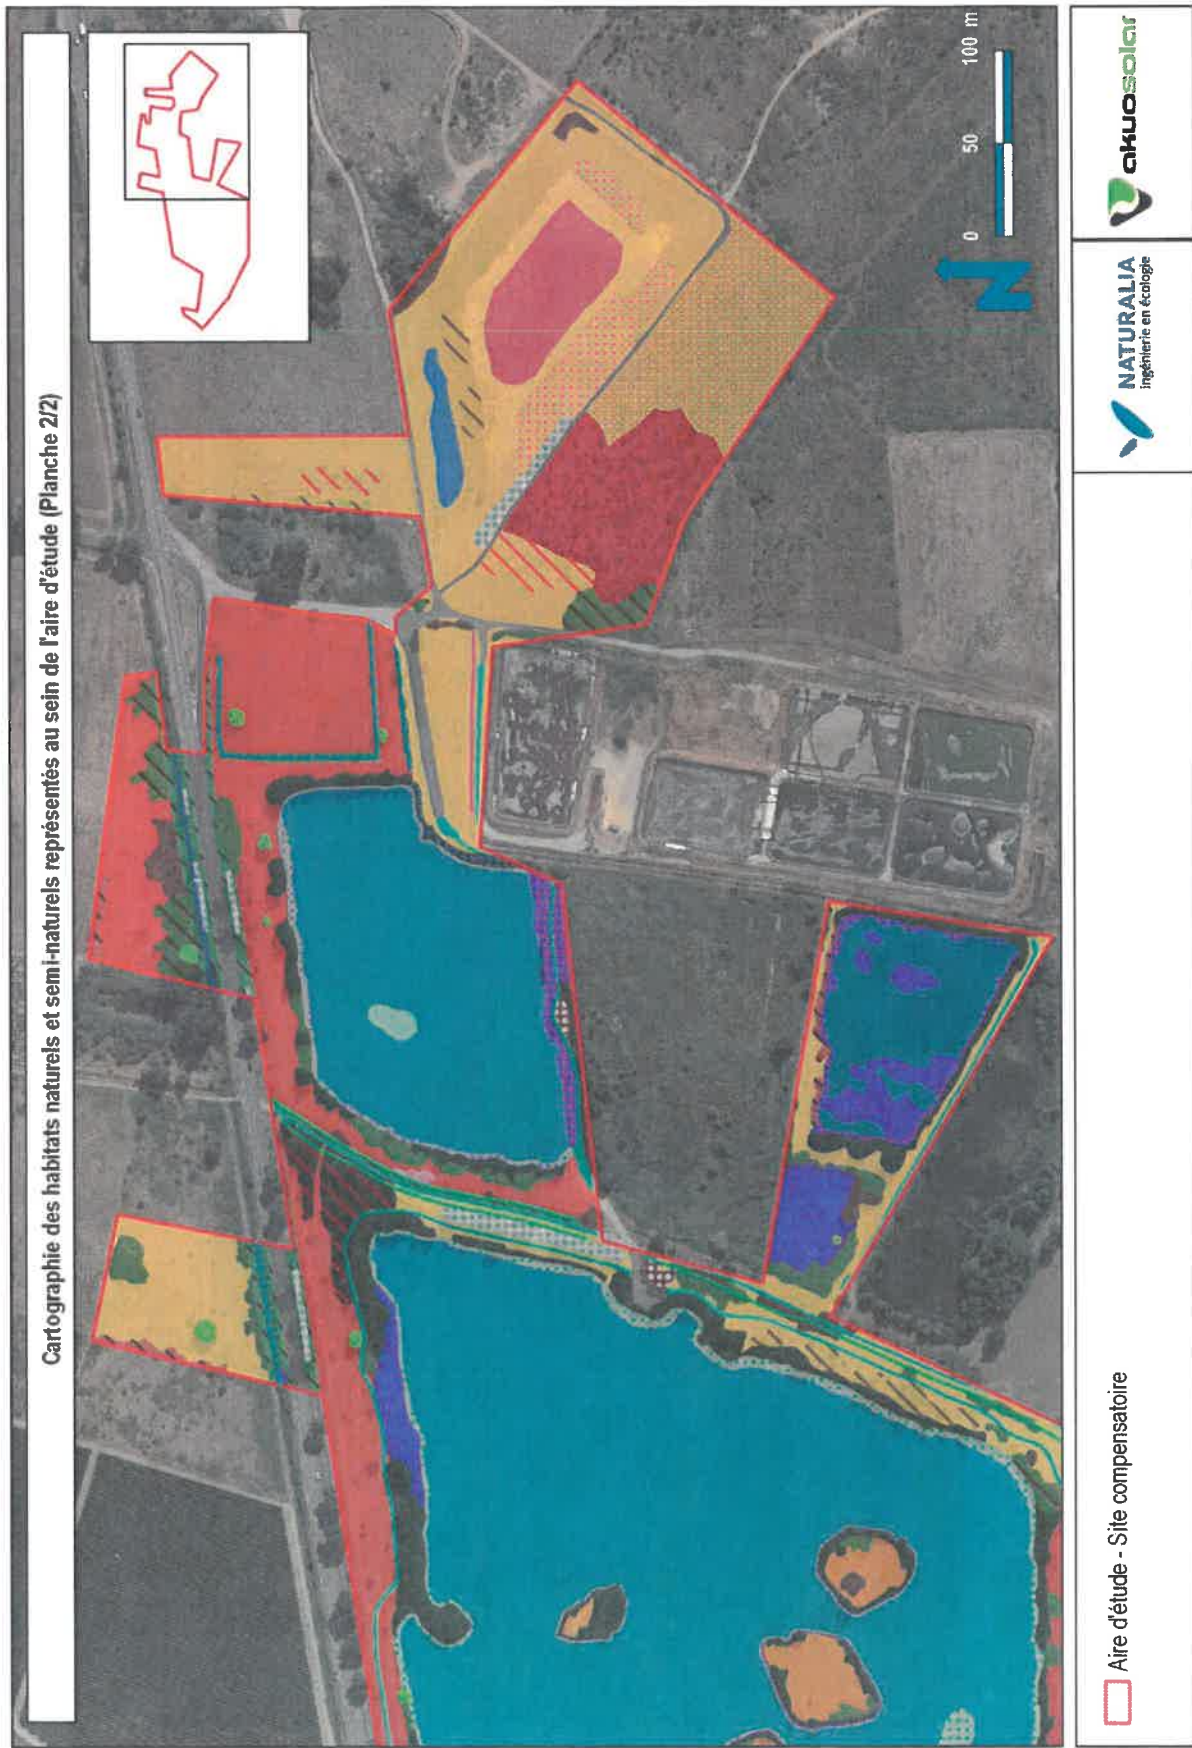 Cartographie des habitats naturels et semi-naturels représentés au sein de l'aire d'étude (Planche 2/2)
N
0 50 100 m
Aire d'étude - Site compensatoire
NATURALIA
Ingénierie en écologie
akuosolar